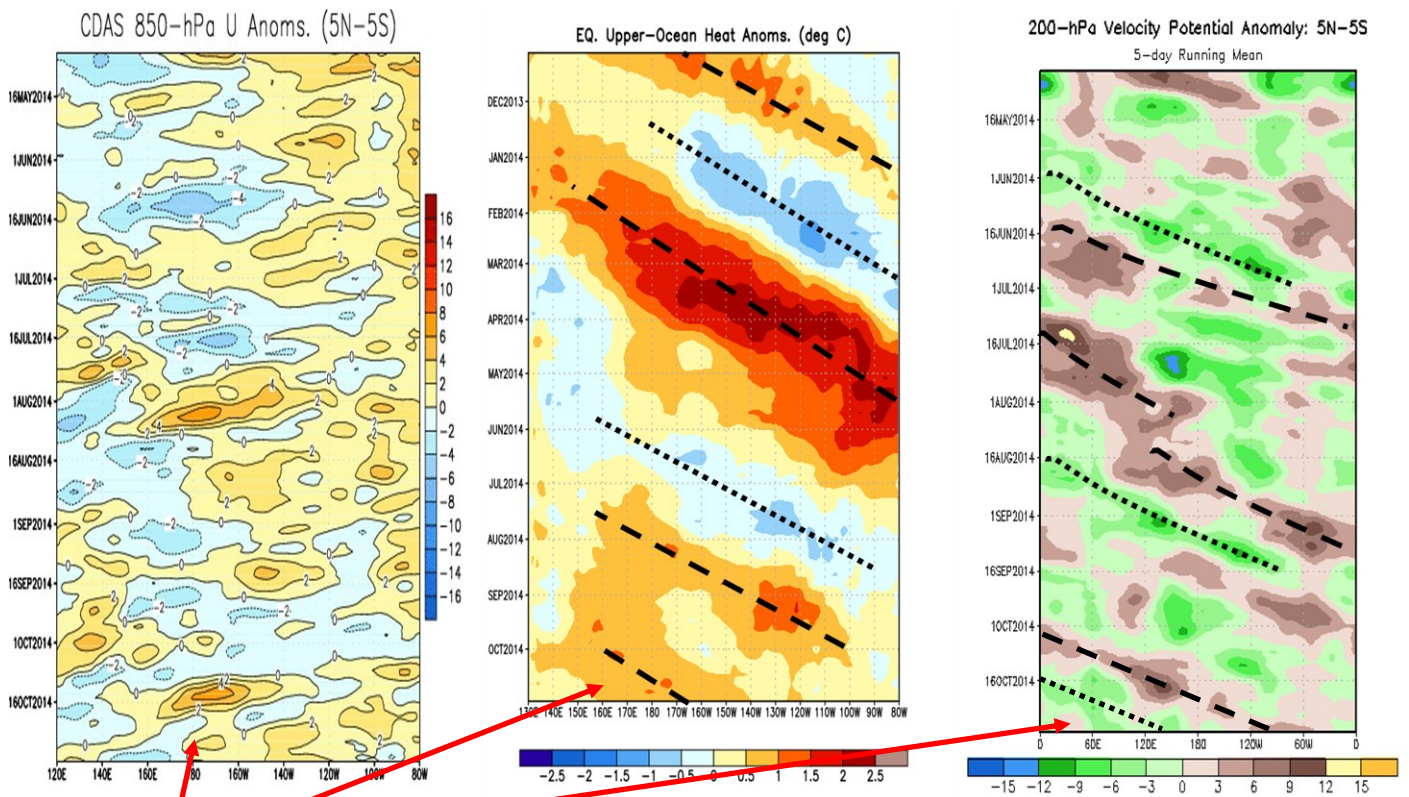 CDAS 850-hPa U Anoms. (5N-5S)
16MAY2014
1JUN2014
16JUN2014
1JUL2014
16JUL2014
1AUG2014
16AUG2014
1SEP2014
16SEP2014
1OCT2014
16OCT2014
120E 140E 160E 180 160W 140W 120W 100W 80W
16
14
12
10
8
6
4
2
0
-2
-4
-6
-8
-10
-12
-14
-16
EQ. Upper-Ocean Heat Anoms. (deg C)
DEC2013
JAN2014
FEB2014
MAR2014
APR2014
MAY2014
JUN2014
JUL2014
AUG2014
SEP2014
OCT2014
130E 140E 150E 160E 170E 180 170W 160W 150W 140W 130W 120W 110W 100W 90W 80W
-2.5 -2 -1.5 -1 -0.5 0 0.5 1 1.5 2 2.5
200-hPa Velocity Potential Anomaly: 5N-5S
5-day Running Mean
16MAY2014
1JUN2014
16JUN2014
1JUL2014
16JUL2014
1AUG2014
16AUG2014
1SEP2014
16SEP2014
1OCT2014
16OCT2014
0 60E 120E 180 120W 60W 0
-15 -12 -9 -6 -3 0 3 6 9 12 15